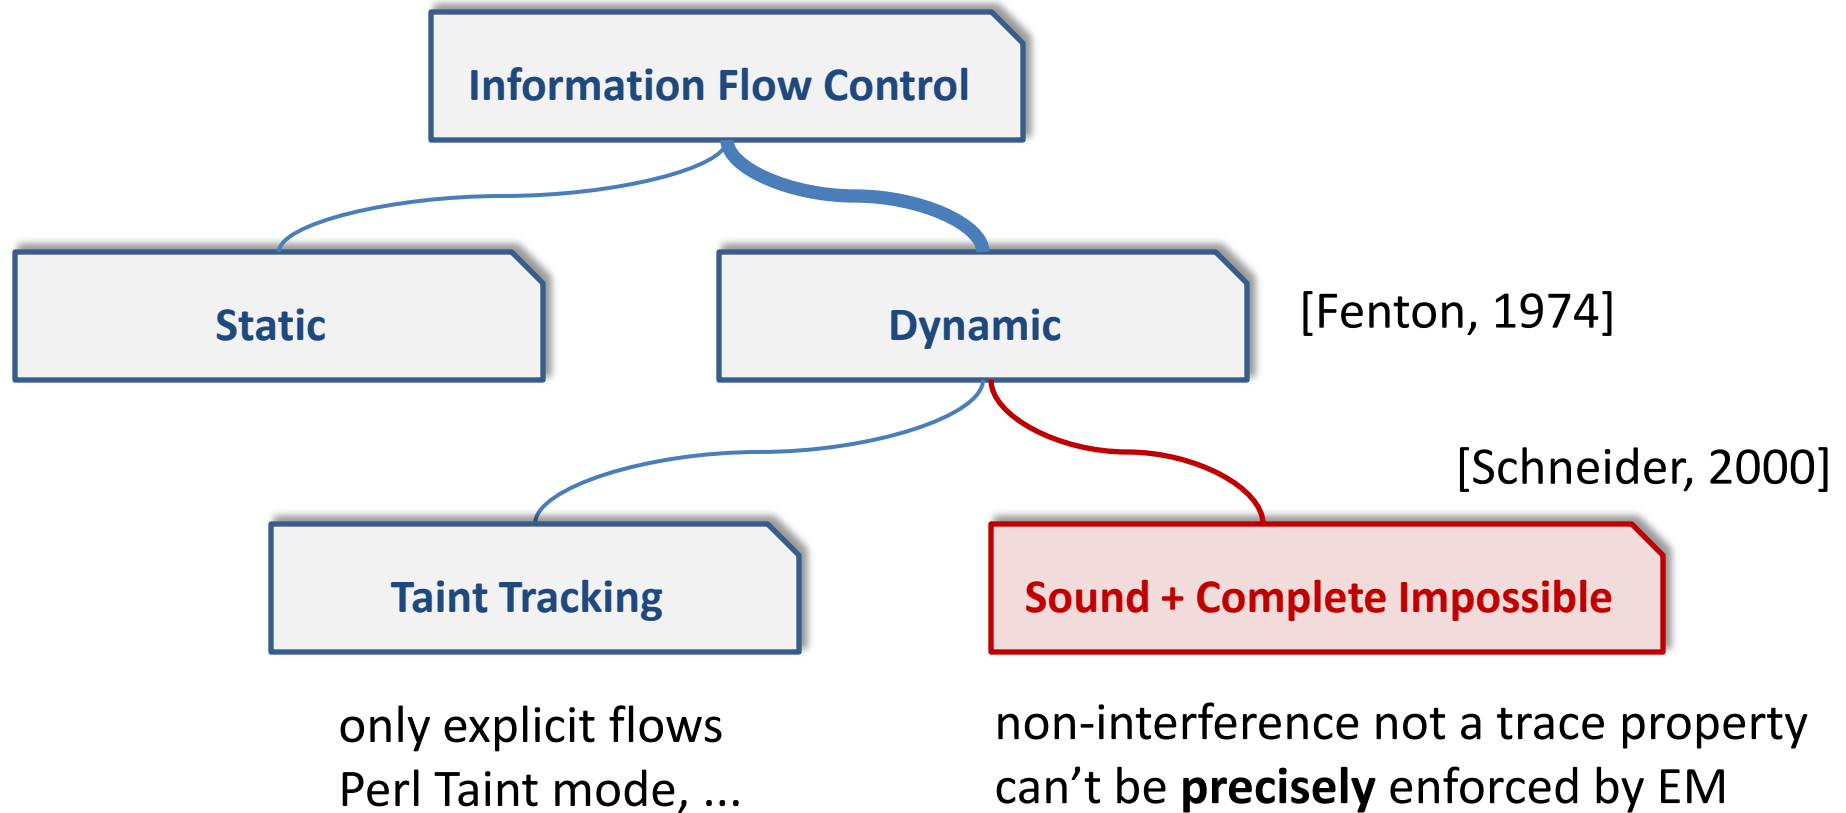 Information Flow Control
Static
Dynamic
[Fenton, 1974]
[Schneider, 2000]
Taint Tracking
Sound + Complete Impossible
only explicit flows
Perl Taint mode, ...
non-interference not a trace property
can’t be precisely enforced by EM